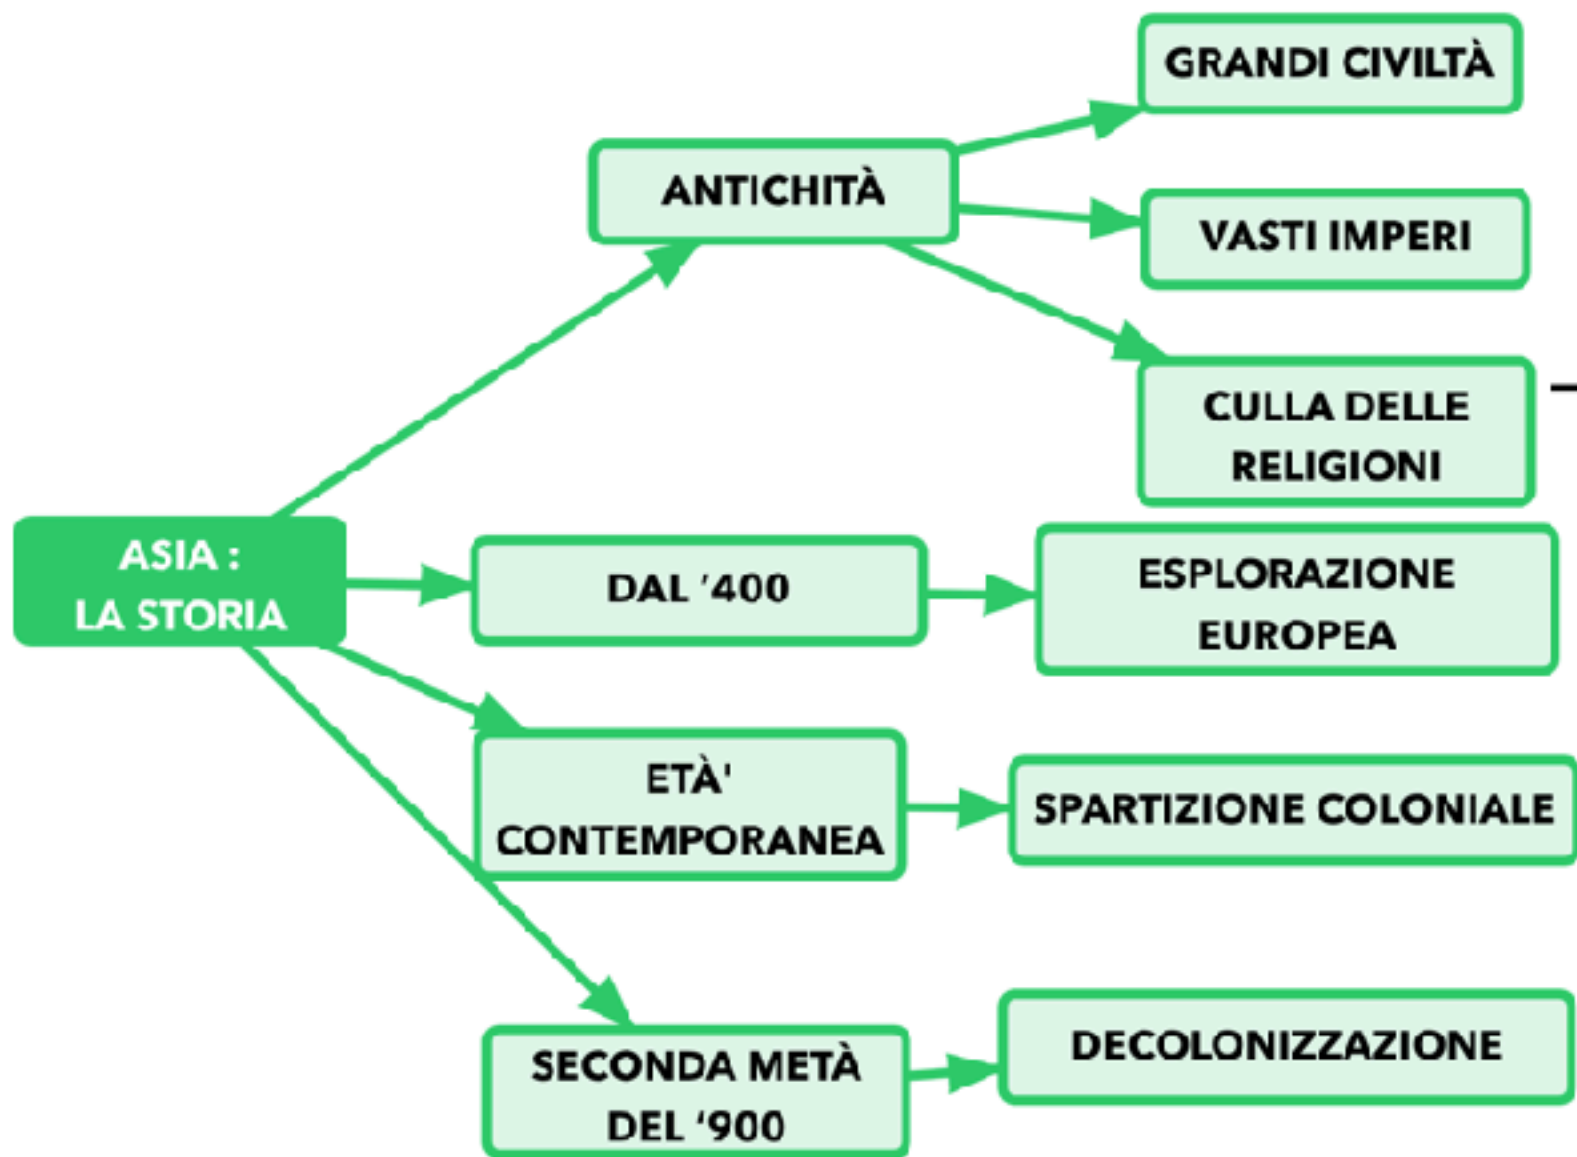 GRANDI CIVILTÀ
ANTICHITÀ
VASTI IMPERI
CULLA DELLE
RELIGIONI
ASIA :
LA STORIA
DAL '400
ESPLORAZIONE
EUROPEA
ETÀ'
CONTEMPORANEA
SPARTIZIONE COLONIALE
SECONDA METÀ
DEL ‘900
DECOLONIZZAZIONE